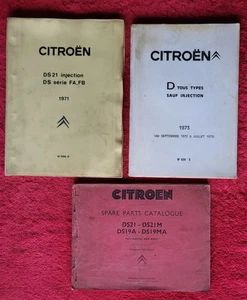 CITROËN
DS 21 injection
DS série FA, FB
1971
CITROËN
D TOUS TYPES
SAUF INJECTION
1975
CITROËN
SPARE PARTS CATALOGUE
DS21 - DS21M
DS19A - DS19MA